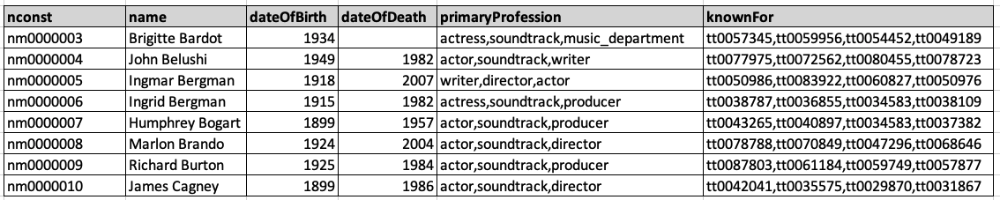 nconst name dateOfBirth dateOfDeath primaryProfession knownFor
nm0000003 Brigitte Bardot 1934 actress,soundtrack,music_department tt0057345,tt0059956,tt0054452,tt0049189
nm0000004 John Belushi 1949 1982 actor,soundtrack,writer tt0077975,tt0072562,tt0080455,tt0078723
nm0000005 Ingmar Bergman 1918 2007 writer,director,actor tt0050986,tt0083922,tt0060827,tt0050976
nm0000006 Ingrid Bergman 1915 1982 actress,soundtrack,producer tt0038787,tt0036855,tt0034583,tt0038109
nm0000007 Humphrey Bogart 1899 1957 actor,soundtrack,producer tt0043265,tt0040897,tt0034583,tt0037382
nm0000008 Marlon Brando 1924 2004 actor,soundtrack,director tt0078788,tt0070849,tt0047296,tt0068646
nm0000009 Richard Burton 1925 1984 actor,soundtrack,producer tt0087803,tt0061184,tt0059749,tt0057877
nm0000010 James Cagney 1899 1986 actor,soundtrack,director tt0042041,tt0035575,tt0029870,tt0031867